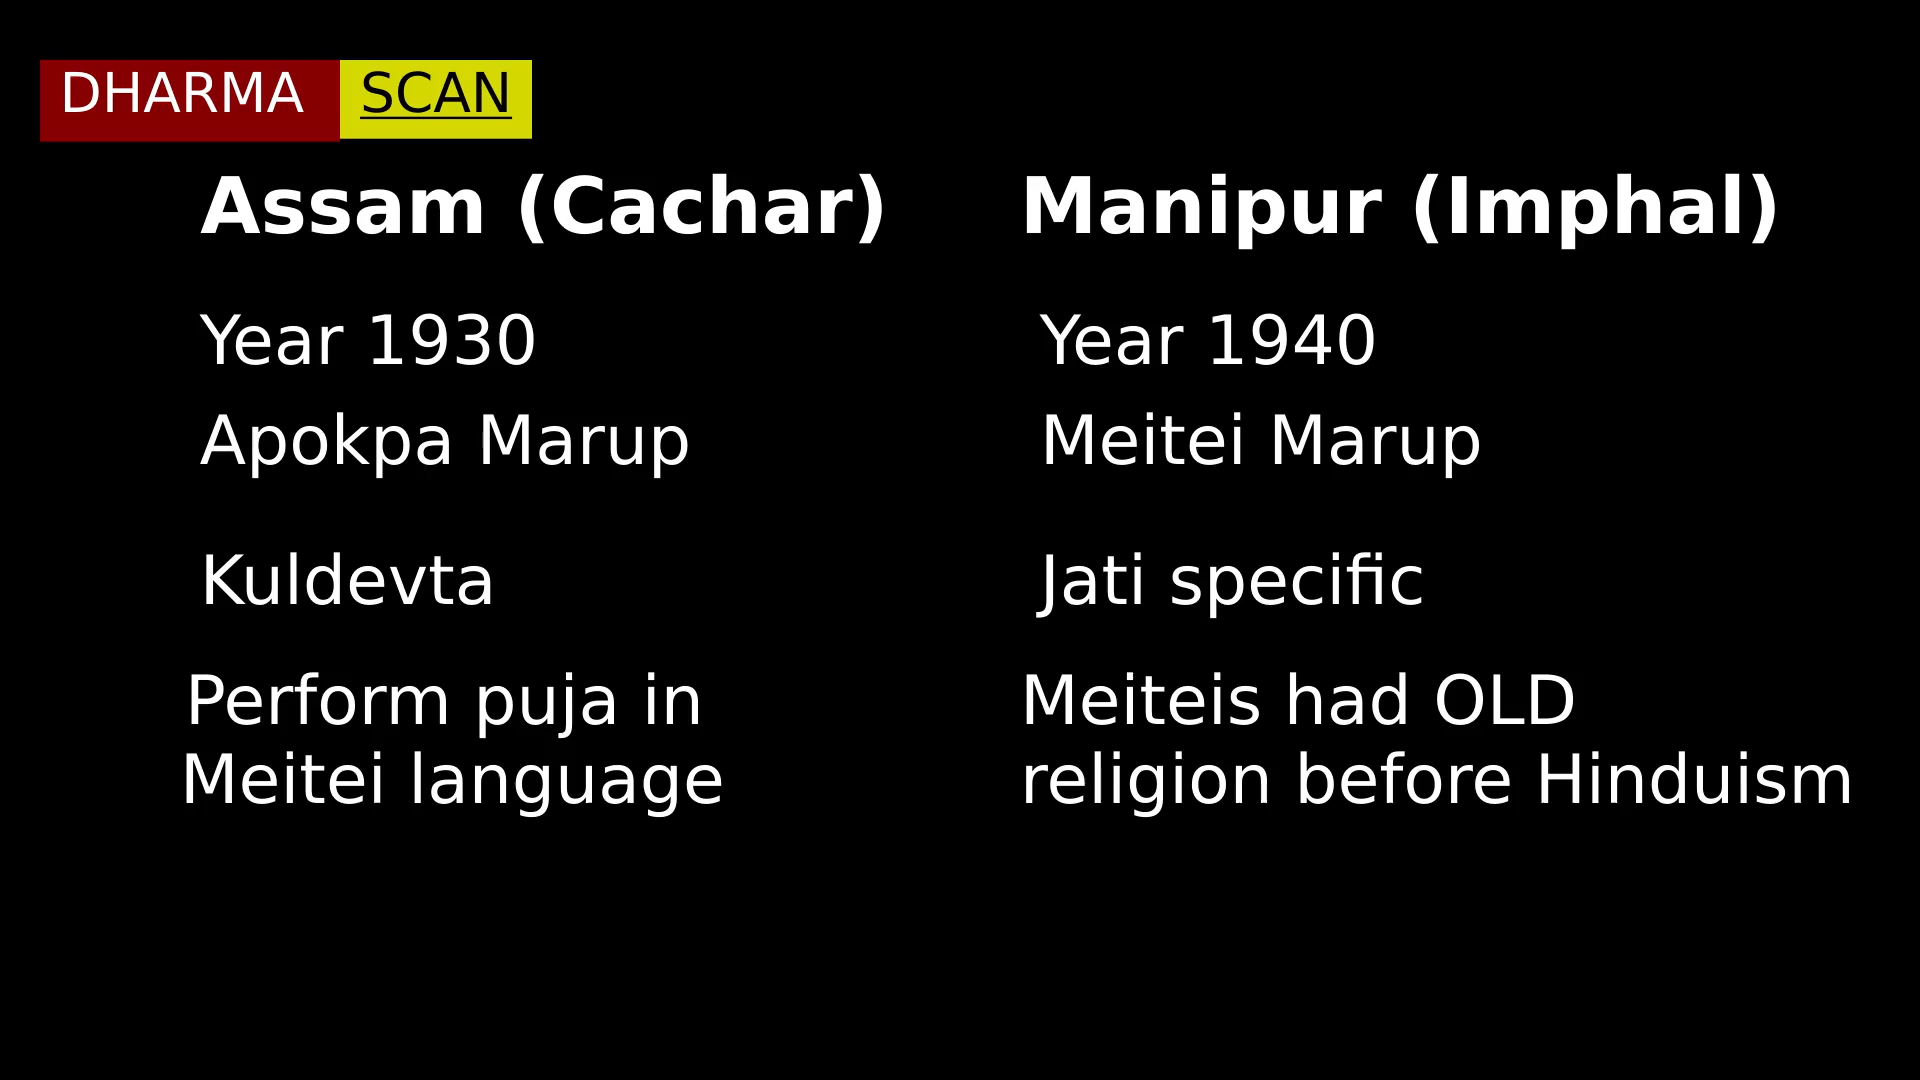 DHARMA SCAN
Assam (Cachar)
Year 1930
Apokpa Marup
Kuldevta
Perform puja in
Meitei language
Manipur (Imphal)
Year 1940
Meitei Marup
Jati specific
Meiteis had OLD
religion before Hinduism